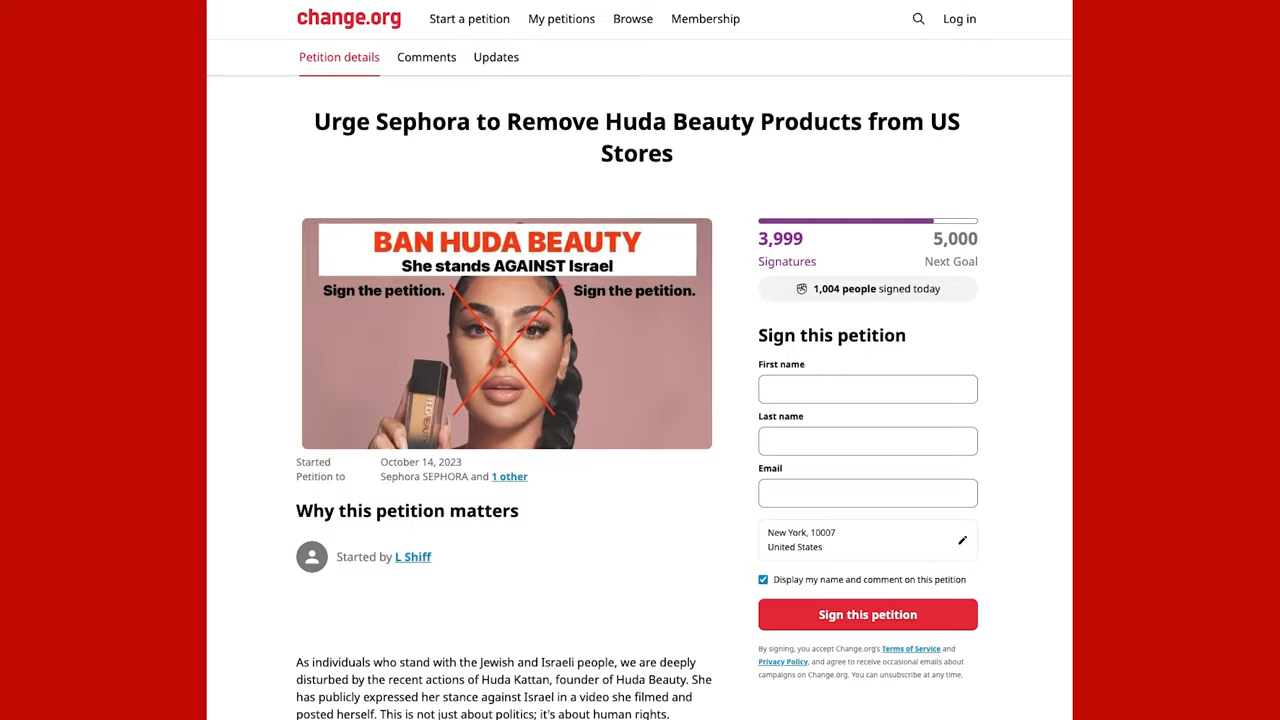 change.org
Start a petition
My petitions
Browse
Membership
Log in
Petition details
Comments
Updates
Urge Sephora to Remove Huda Beauty Products from US
Stores
BAN HUDA BEAUTY
She stands AGAINST Israel
Sign the petition.
Sign the petition.
HUDABEAUTY
Started October 14, 2023
Petition to Sephora SEPHORA and 1 other
Why this petition matters
Started by L Shiff
As individuals who stand with the Jewish and Israeli people, we are deeply
disturbed by the recent actions of Huda Kattan, founder of Huda Beauty. She
has publicly expressed her stance against Israel in a video she filmed and
posted herself. This is not just about politics; it's about human rights.
3,999
5,000
Signatures
Next Goal
1,004 people signed today
Sign this petition
First name
Last name
Email
New York, 10007
United States
Display my name and comment on this petition
Sign this petition
By signing, you accept Change.org's Terms of Service and
Privacy Policy, and agree to receive occasional emails about
campaigns on Change.org. You can unsubscribe at any time.